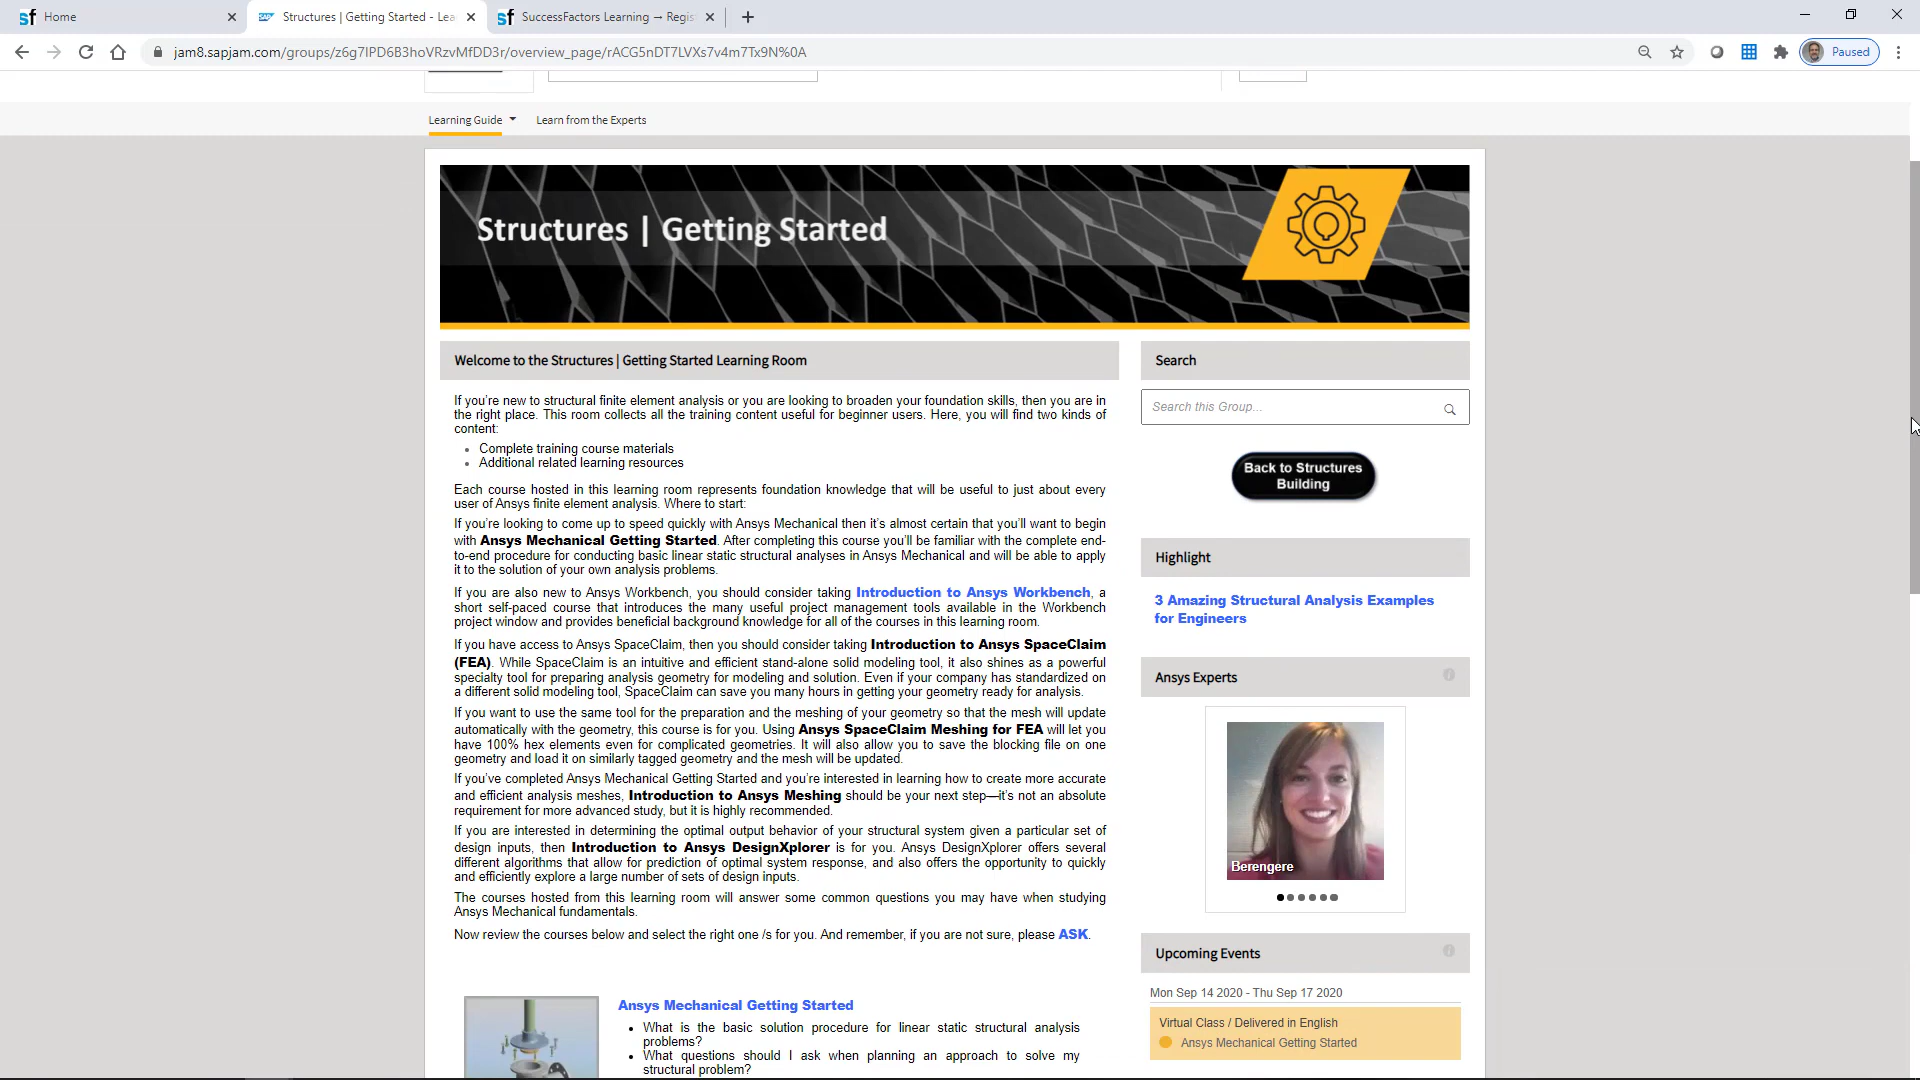 Home
Structures | Getting Started - Lea
SuccessFactors Learning → Regis
jam8.sapjam.com/groups/z6g7IPD6B3hoVRzvMfDD3r/overview_page/rACG5nDT7LVXs7v4m7Tx9N%0A
Paused
Learning Guide
Learn from the Experts
Structures | Getting Started
Welcome to the Structures | Getting Started Learning Room
If you're new to structural finite element analysis or you are looking to broaden your foundation skills, then you are in
the right place. This room collects all the training content useful for beginner users. Here, you will find two kinds of
content:
• Complete training course materials
• Additional related learning resources
Each course hosted in this learning room represents foundation knowledge that will be useful to just about every
user of Ansys finite element analysis. Where to start:
If you're looking to come up to speed quickly with Ansys Mechanical then it's almost certain that you'll want to begin
with Ansys Mechanical Getting Started. After completing this course you'll be familiar with the complete end-
to-end procedure for conducting basic linear static structural analyses in Ansys Mechanical and will be able to apply
it to the solution of your own analysis problems.
If you are also new to Ansys Workbench, you should consider taking Introduction to Ansys Workbench, a
short self-paced course that introduces the many useful project management tools available in the Workbench
project window and provides beneficial background knowledge for all of the courses in this learning room.
If you have access to Ansys SpaceClaim, then you should consider taking Introduction to Ansys SpaceClaim
(FEA). While SpaceClaim is an intuitive and efficient stand-alone solid modeling tool, it also shines as a powerful
specialty tool for preparing analysis geometry for modeling and solution. Even if your company has standardized on
a different solid modeling tool, SpaceClaim can save you many hours in getting your geometry ready for analysis.
If you want to use the same tool for the preparation and the meshing of your geometry so that the mesh will update
automatically with the geometry, this course is for you. Using Ansys SpaceClaim Meshing for FEA will let you
have 100% hex elements even for complicated geometries. It will also allow you to save the blocking file on one
geometry and load it on similarly tagged geometry and the mesh will be updated.
If you've completed Ansys Mechanical Getting Started and you're interested in learning how to create more accurate
and efficient analysis meshes, Introduction to Ansys Meshing should be your next step—it's not an absolute
requirement for more advanced study, but it is highly recommended.
If you are interested in determining the optimal output behavior of your structural system given a particular set of
design inputs, then Introduction to Ansys DesignXplorer is for you. Ansys DesignXplorer offers several
different algorithms that allow for prediction of optimal system response, and also offers the opportunity to quickly
and efficiently explore a large number of sets of design inputs.
The courses hosted from this learning room will answer some common questions you may have when studying
Ansys Mechanical fundamentals.
Now review the courses below and select the right one /s for you. And remember, if you are not sure, please ASK.
Ansys Mechanical Getting Started
• What is the basic solution procedure for linear static structural analysis
problems?
• What questions should I ask when planning an approach to solve my
structural problem?
Search
Search this Group...
Back to Structures
Building
Highlight
3 Amazing Structural Analysis Examples
for Engineers
Ansys Experts
Berengere
Upcoming Events
Mon Sep 14 2020 - Thu Sep 17 2020
Virtual Class / Delivered in English
Ansys Mechanical Getting Started